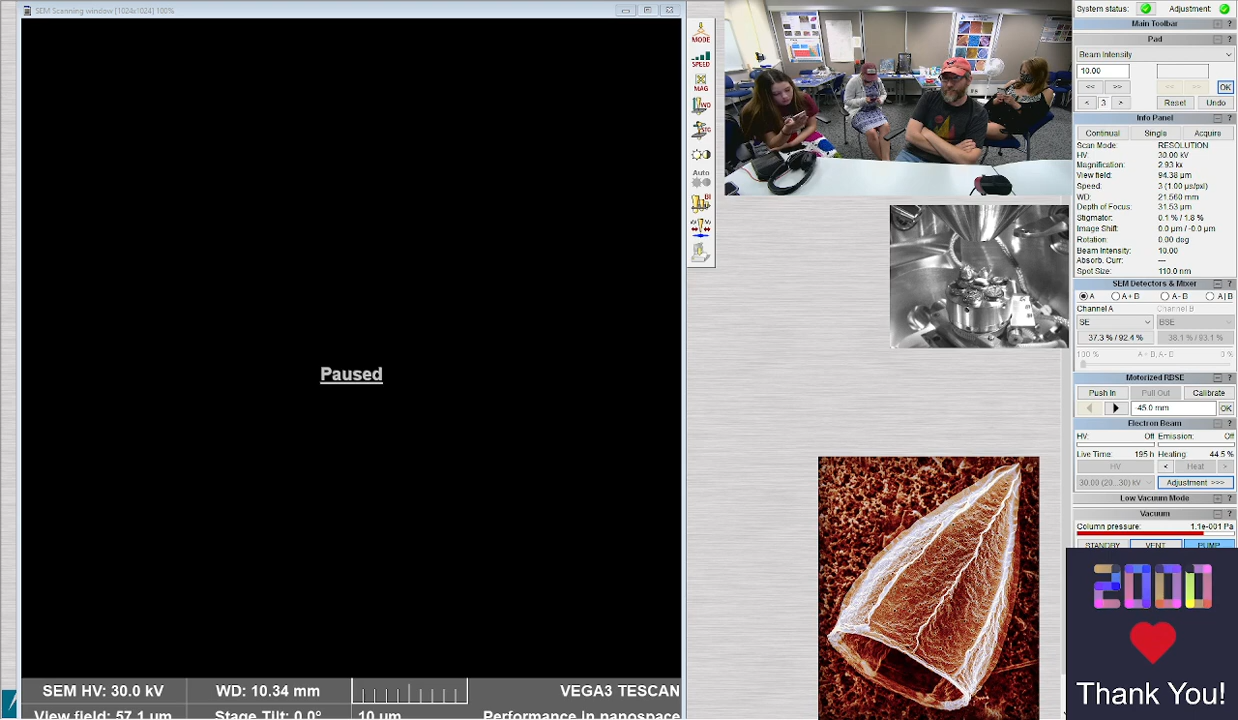 SEM Scanning window [1024x1024] 100%
Paused
SEM HV: 30.0 kV
WD: 10.34 mm
VEGA3 TESCAN
View field: 57.1 um
Stage Tilt: 0.0°
10 um
Performance in nanospace
MODE
SPEED
MAG
WD
STG
Auto
BI
System status:
Adjustment:
Main Toolbar
Pad
Beam Intensity
10.00
<< >>
<< >>
OK
< 3 >
Reset
Undo
Info Panel
Continual
Single
Acquire
Scan Mode: RESOLUTION
HV: 30.00 kV
Magnification: 2.93 kx
View field: 94.38 µm
Speed: 3 (1.00 µs/pxl)
WD: 21.560 mm
Depth of Focus: 31.53 µm
Stigmator: 0.1 % / 1.8 %
Image Shift: 0.0 µm / -0.0 µm
Rotation: 0.00 deg
Beam Intensity: 10.00
Absorb. Curr: ---
Spot Size: 110.0 nm
SEM Detectors & Mixer
A A+B A-B A|B
Channel A
Channel B
SE
BSE
37.3 % / 92.4 %
38.1 % / 93.1 %
100 % A+B, A-B 0 %
Motorized RBSE
Push In
Pull Out
Calibrate
45.0 mm
OK
Electron Beam
HV: Off Emission: Off
Live Time: 195 h Heating: 44.5 %
HV
< Heat >
30.00 (20...30) kV
Adjustment >>>
Low Vacuum Mode
Vacuum
Column pressure: 1.1e-001 Pa
STANDBY
VENT
PUMP
2000
Thank You!